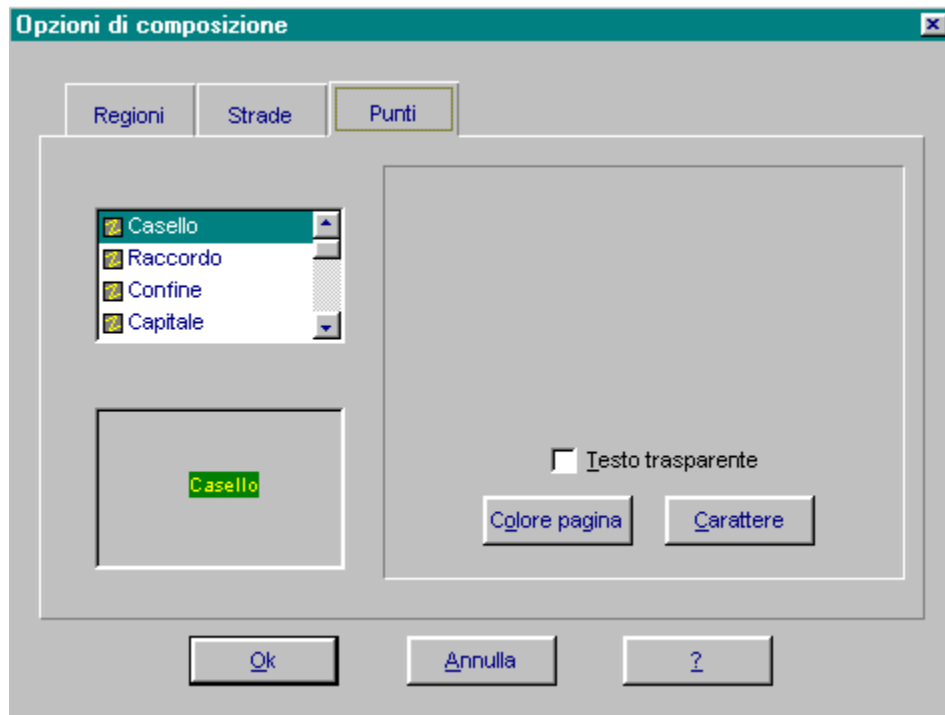 Opzioni di composizione
Regioni
Strade
Punti
Casello
Raccordo
Confine
Capitale
Casello
Testo trasparente
Colore pagina
Carattere
Ok
Annulla
?